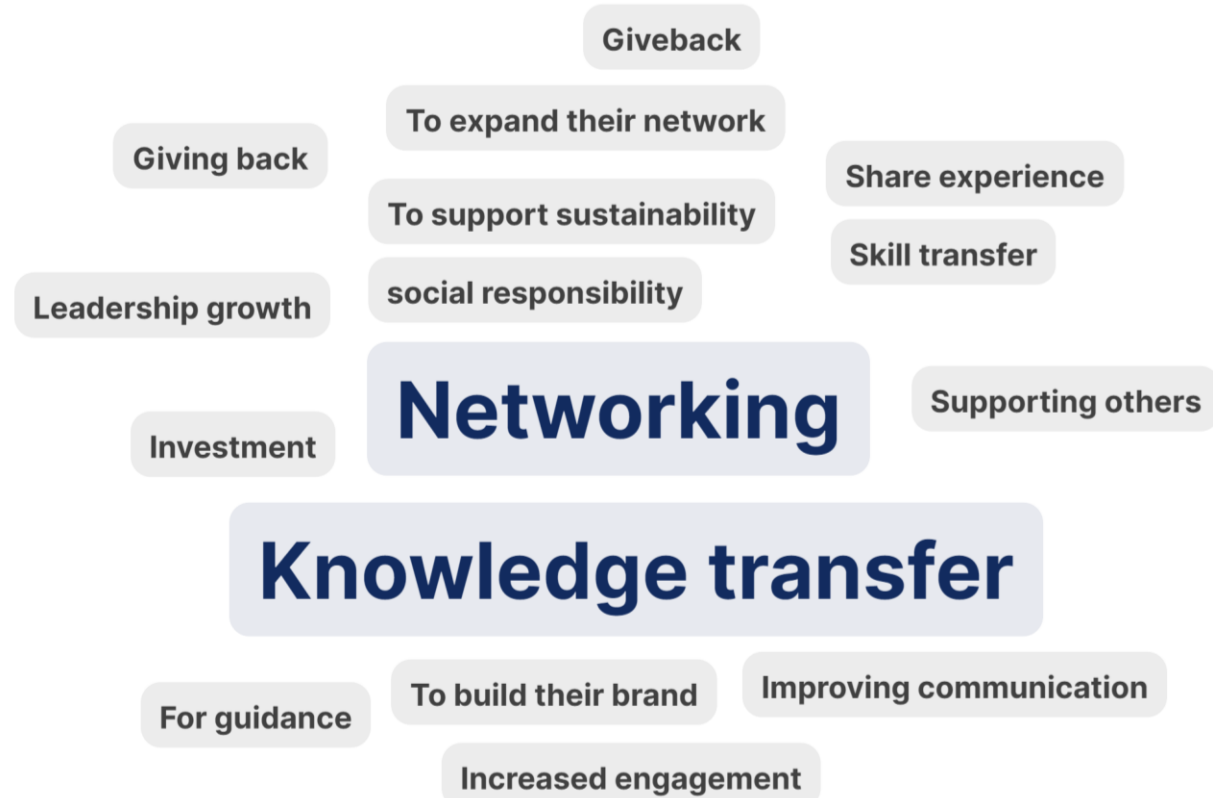 Giveback
To expand their network
Giving back
Share experience
To support sustainability
Skill transfer
social responsibility
Leadership growth
Networking
Supporting others
Investment
Knowledge transfer
Improving communication
To build their brand
For guidance
Increased engagement